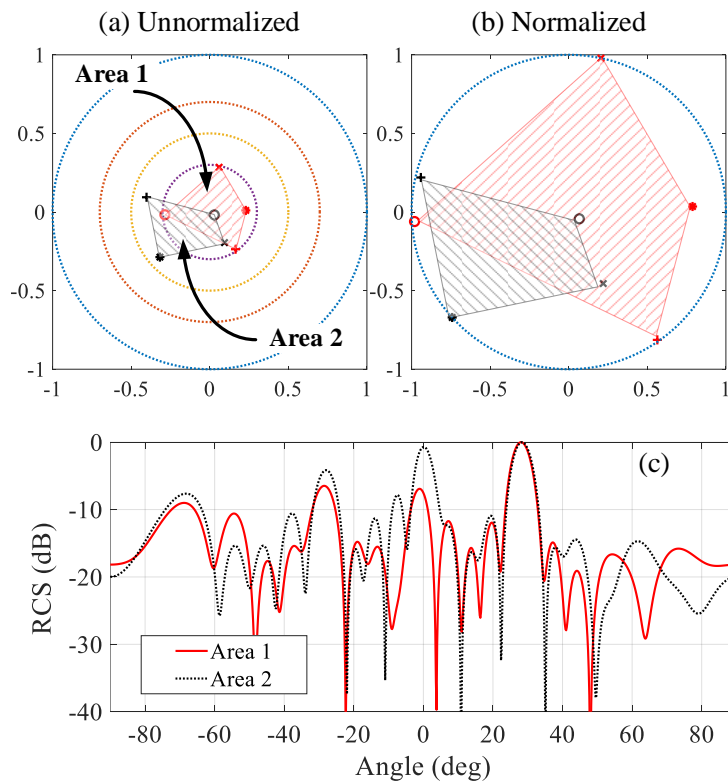 (a) Unnormalized
(b) Normalized
1
0.5
0
-0.5
-1
Area 1
Area 2
-1 -0.5 0 0.5 1
1
0.5
0
-0.5
-1
-1 -0.5 0 0.5 1
(c)
RCS (dB)
0
-10
-20
-30
-40
Area 1
Area 2
-80 -60 -40 -20 0 20 40 60 80
Angle (deg)